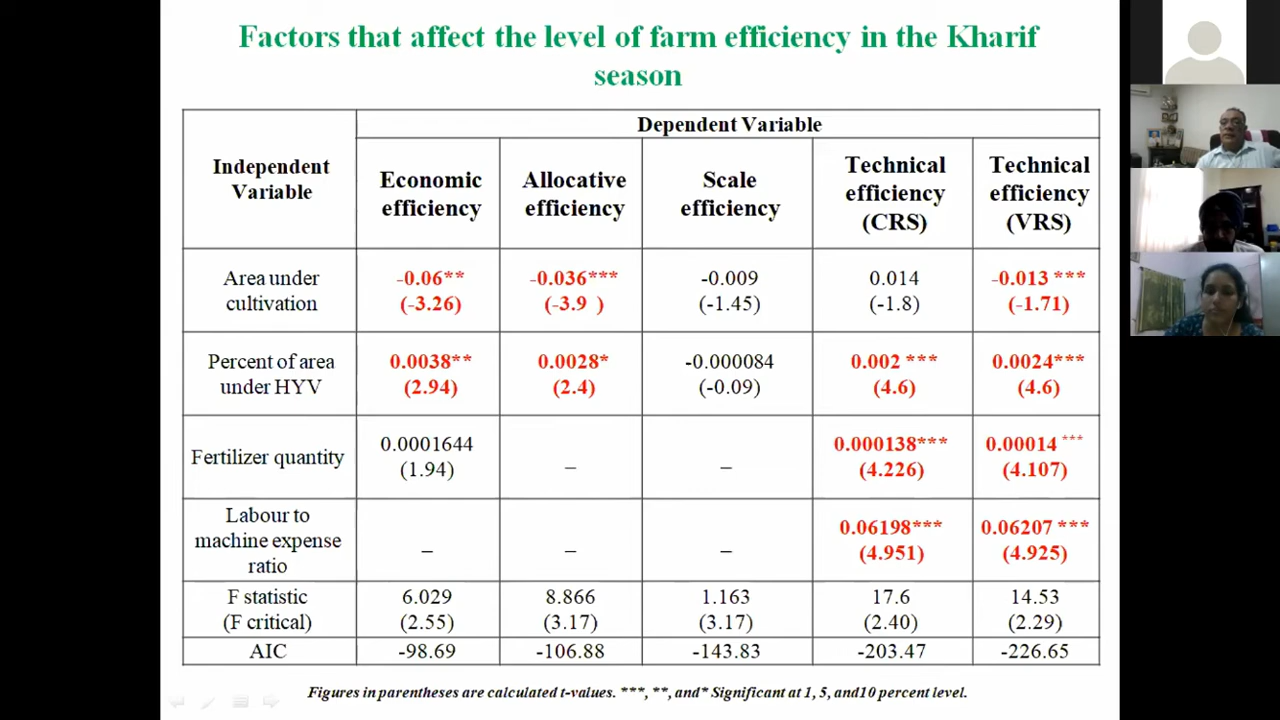 Factors that affect the level of farm efficiency in the Kharif
season
Independent
Variable
Dependent Variable
Economic
efficiency
Allocative
efficiency
Scale
efficiency
Technical
efficiency
(CRS)
Technical
efficiency
(VRS)
Area under
cultivation
-0.06**
(-3.26)
-0.036***
(-3.9 )
-0.009
(-1.45)
0.014
(-1.8)
-0.013 ***
(-1.71)
Percent of area
under HYV
0.0038**
(2.94)
0.0028*
(2.4)
-0.000084
(-0.09)
0.002 ***
(4.6)
0.0024***
(4.6)
Fertilizer quantity
0.0001644
(1.94)
–
–
0.000138***
(4.226)
0.00014 ***
(4.107)
Labour to
machine expense
ratio
–
–
–
0.06198***
(4.951)
0.06207 ***
(4.925)
F statistic
(F critical)
6.029
(2.55)
8.866
(3.17)
1.163
(3.17)
17.6
(2.40)
14.53
(2.29)
AIC
-98.69
-106.88
-143.83
-203.47
-226.65
Figures in parentheses are calculated t-values. ***, **, and* Significant at 1, 5, and10 percent level.